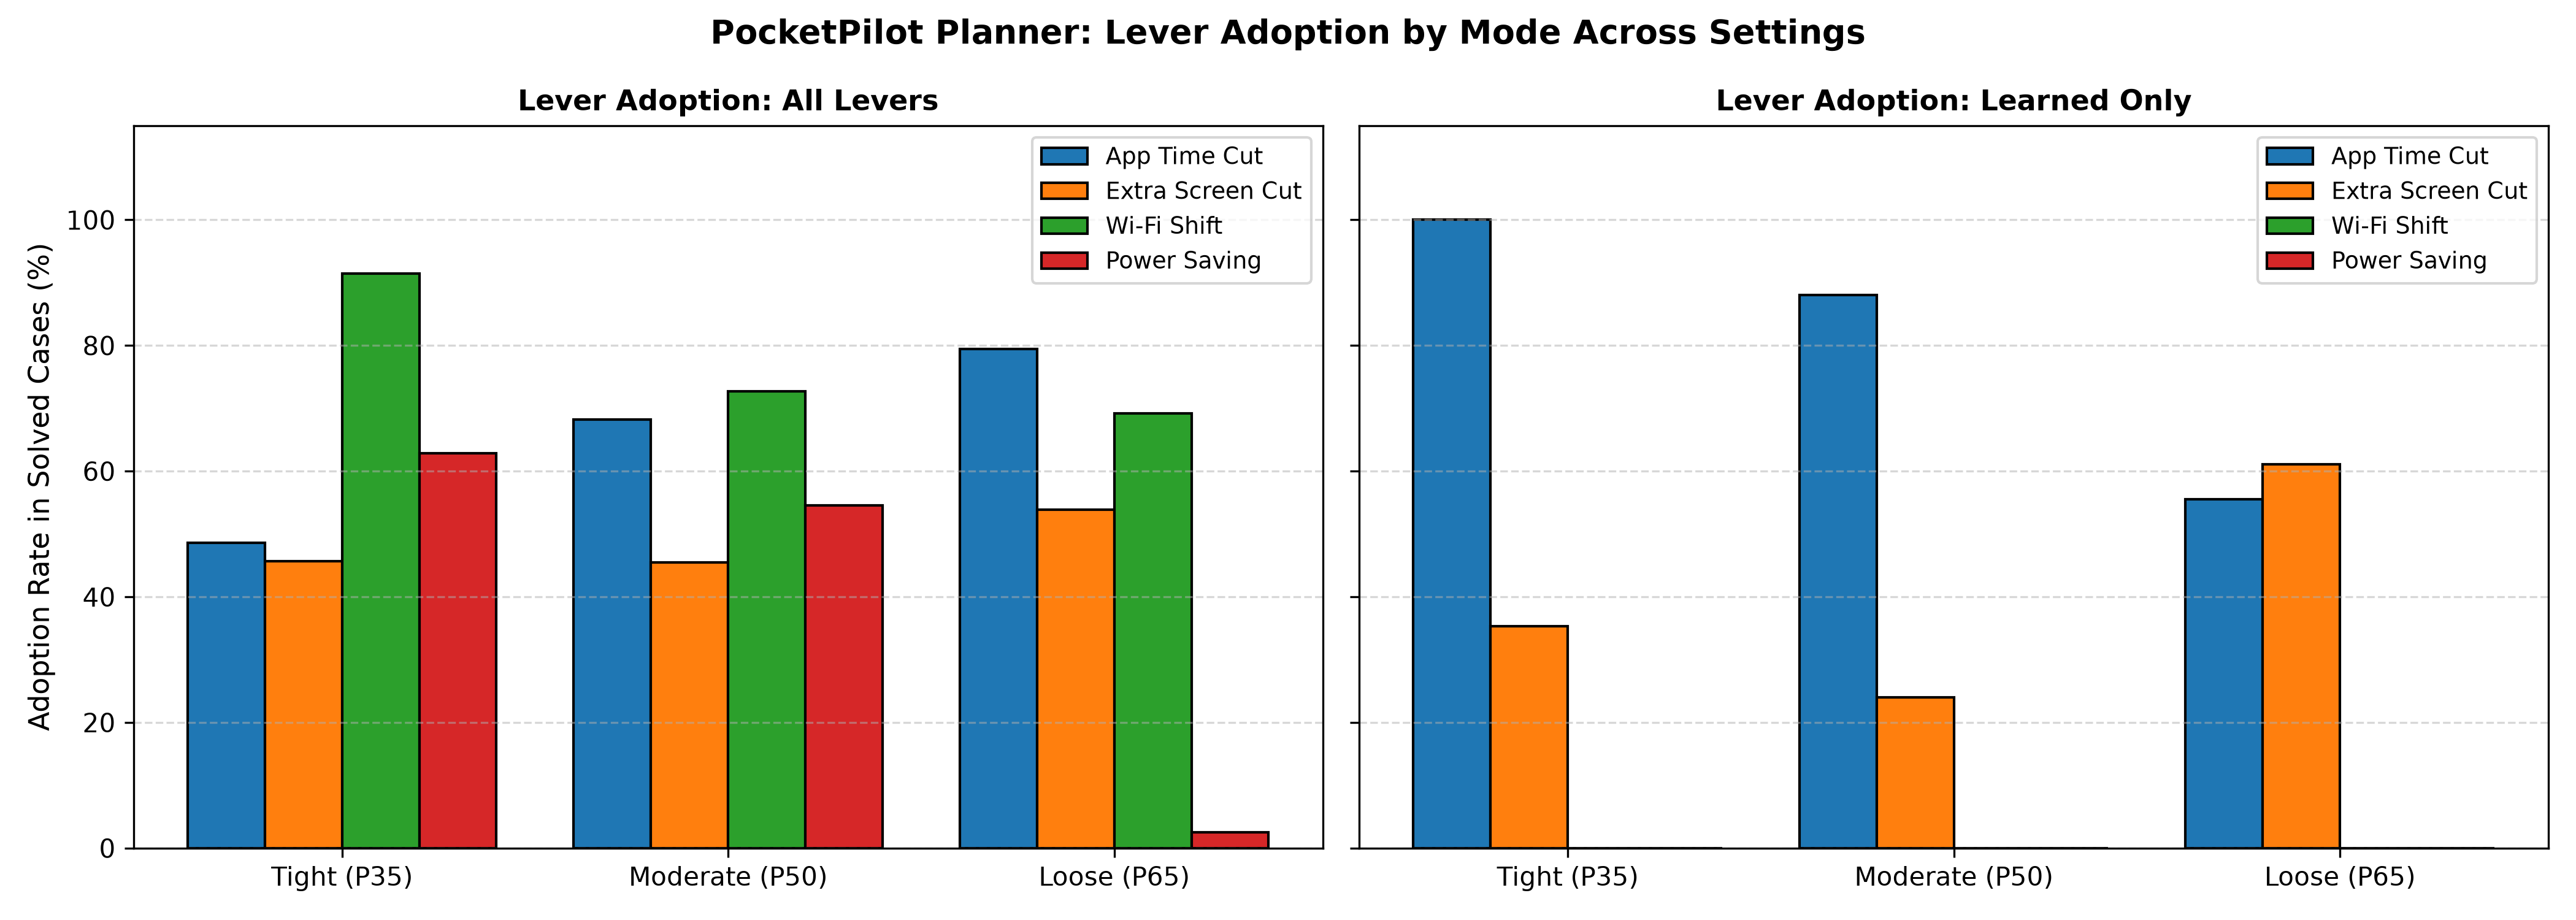 PocketPilot Planner: Lever Adoption by Mode Across Settings
Lever Adoption: All Levers
Adoption Rate in Solved Cases (%)
100
80
60
40
20
0
App Time Cut
Extra Screen Cut
Wi-Fi Shift
Power Saving
Tight (P35)
Moderate (P50)
Loose (P65)
Lever Adoption: Learned Only
App Time Cut
Extra Screen Cut
Wi-Fi Shift
Power Saving
Tight (P35)
Moderate (P50)
Loose (P65)